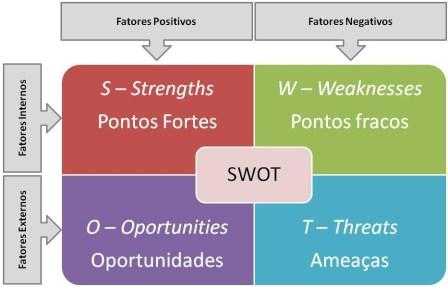 Fatores Positivos
Fatores Negativos
Fatores Internos
S – Strengths
Pontos Fortes
W – Weaknesses
Pontos fracos
SWOT
Fatores Externos
O – Oportunities
Oportunidades
T – Threats
Ameaças